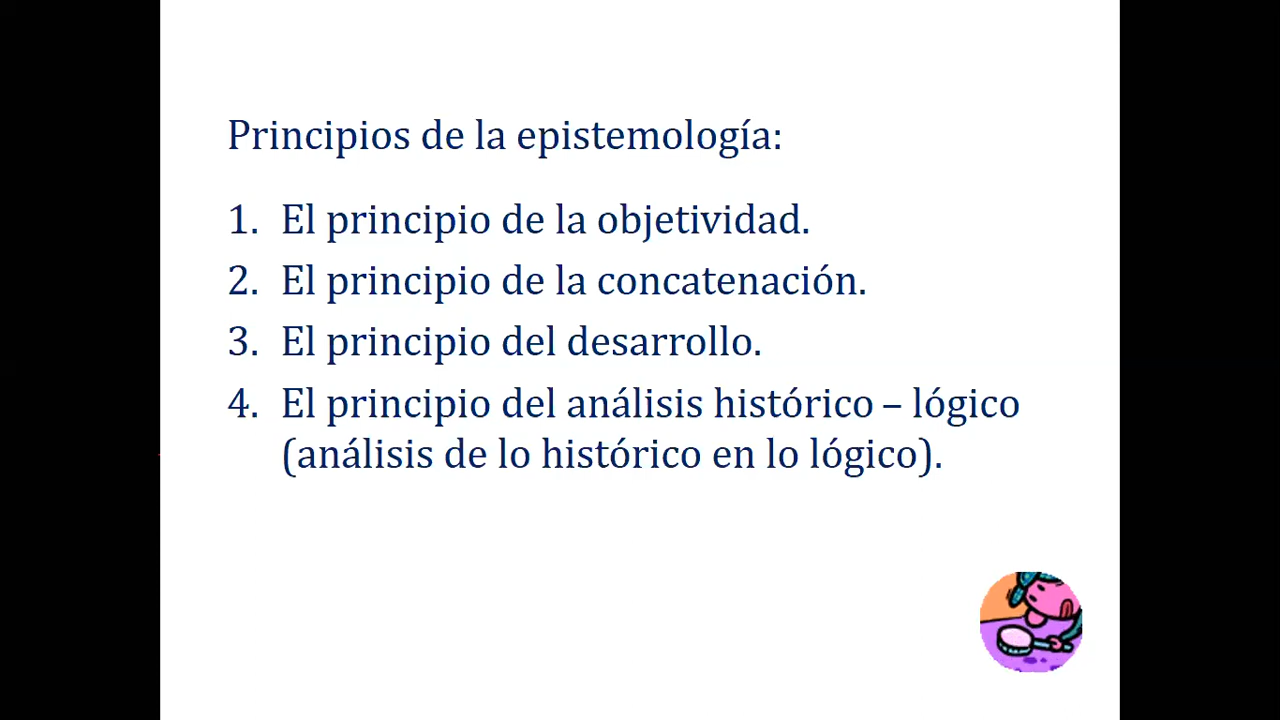 Principios de la epistemología:
1. El principio de la objetividad.
2. El principio de la concatenación.
3. El principio del desarrollo.
4. El principio del análisis histórico – lógico
(análisis de lo histórico en lo lógico).